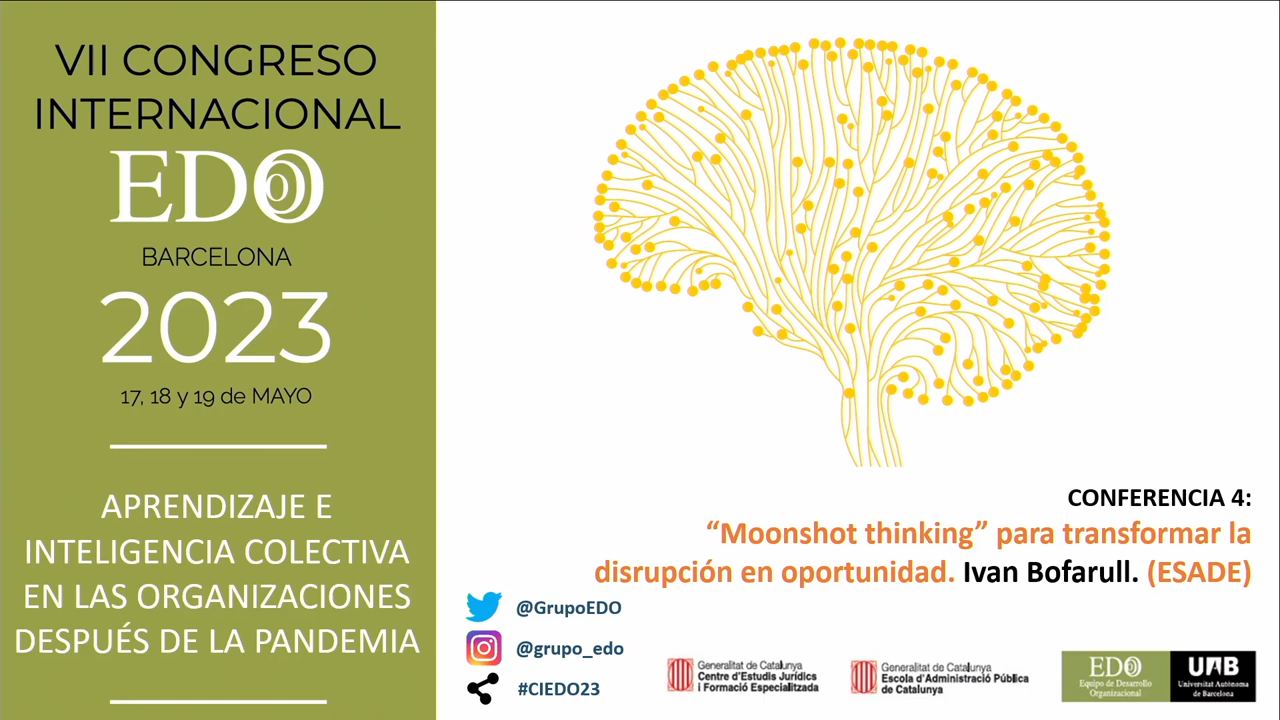 VII CONGRESO
INTERNACIONAL
EDO
BARCELONA
2023
17, 18 y 19 de MAYO
APRENDIZAJE E
INTELIGENCIA COLECTIVA
EN LAS ORGANIZACIONES
DESPUÉS DE LA PANDEMIA
CONFERENCIA 4:
“Moonshot thinking” para transformar la
disrupción en oportunidad. Ivan Bofarull. (ESADE)
@GrupoEDO
@grupo_edo
#CIEDO23
Generalitat de Catalunya
Centre d'Estudis Jurídics
i Formació Especialitzada
Generalitat de Catalunya
Escola d'Administració Pública
de Catalunya
EDO
Equipo de Desarrollo
Organizacional
UAB
Universitat Autònoma
de Barcelona